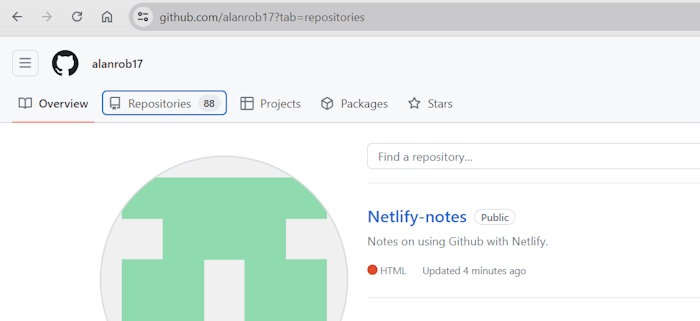 github.com/alanrob17?tab=repositories
alanrob17
Overview Repositories 88 Projects Packages Stars
Find a repository...
Netlify-notes Public
Notes on using Github with Netlify.
HTML Updated 4 minutes ago